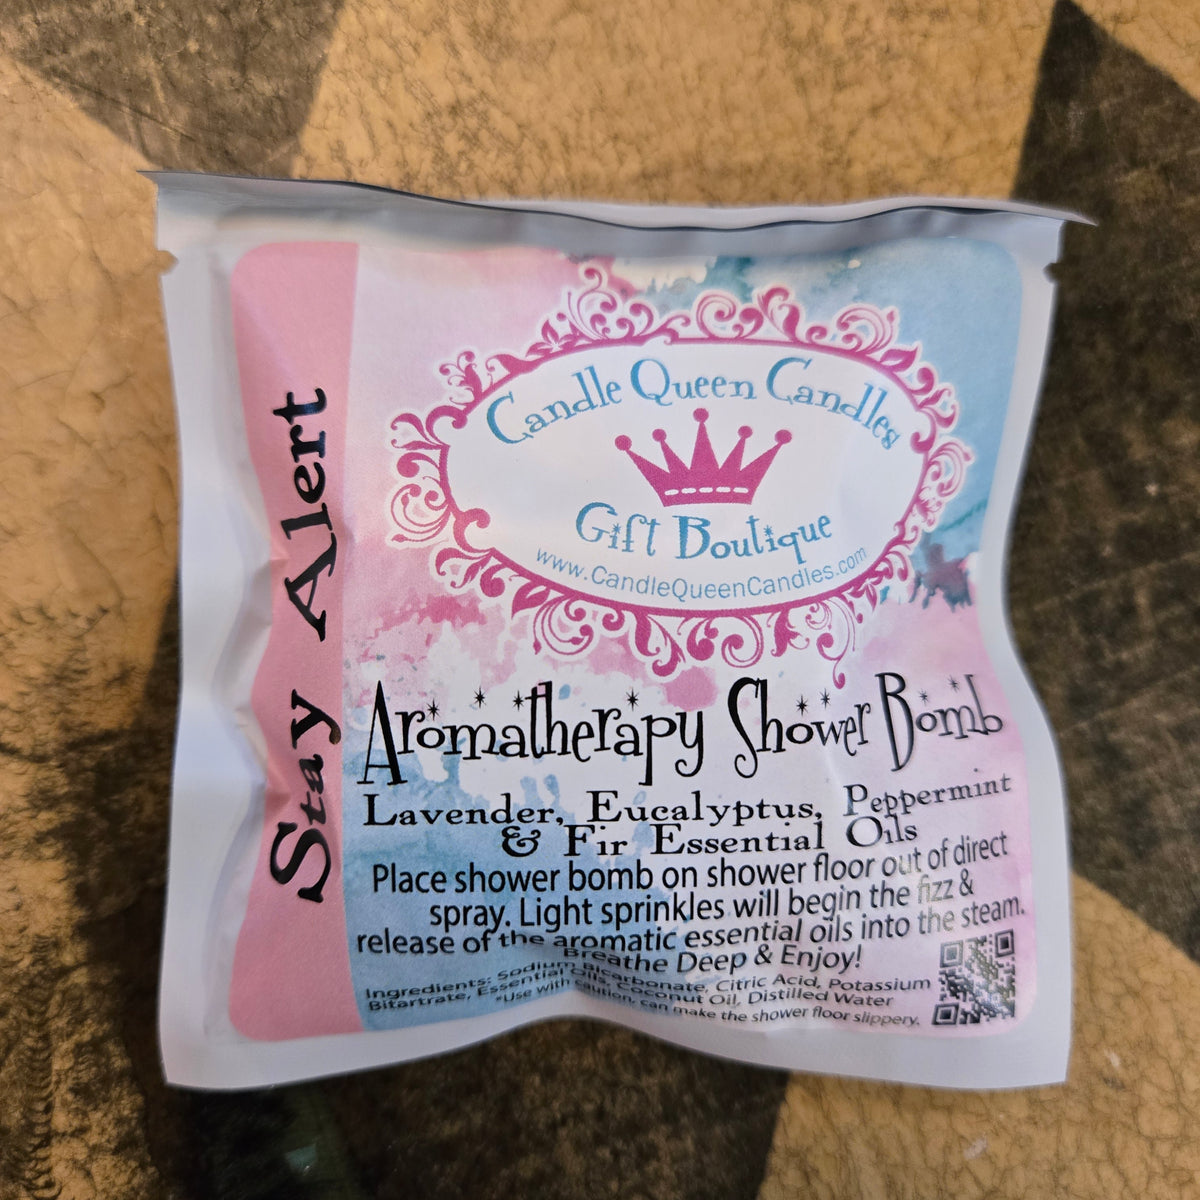 Stay Alert
Candle Queen Candles
Gift Boutique
www.CandleQueenCandles.com
Aromatherapy Shower Bomb
Lavender, Eucalyptus, Peppermint
& Fir Essential Oils
Place shower bomb on shower floor out of direct
spray. Light sprinkles will begin the fizz &
release of the aromatic essential oils into the steam.
Breathe Deep & Enjoy!
Ingredients: Sodium Bicarbonate, Citric Acid, Potassium
Bitartrate, Essential Oils, Coconut Oil, Distilled Water
*Use with caution, can make the shower floor slippery.